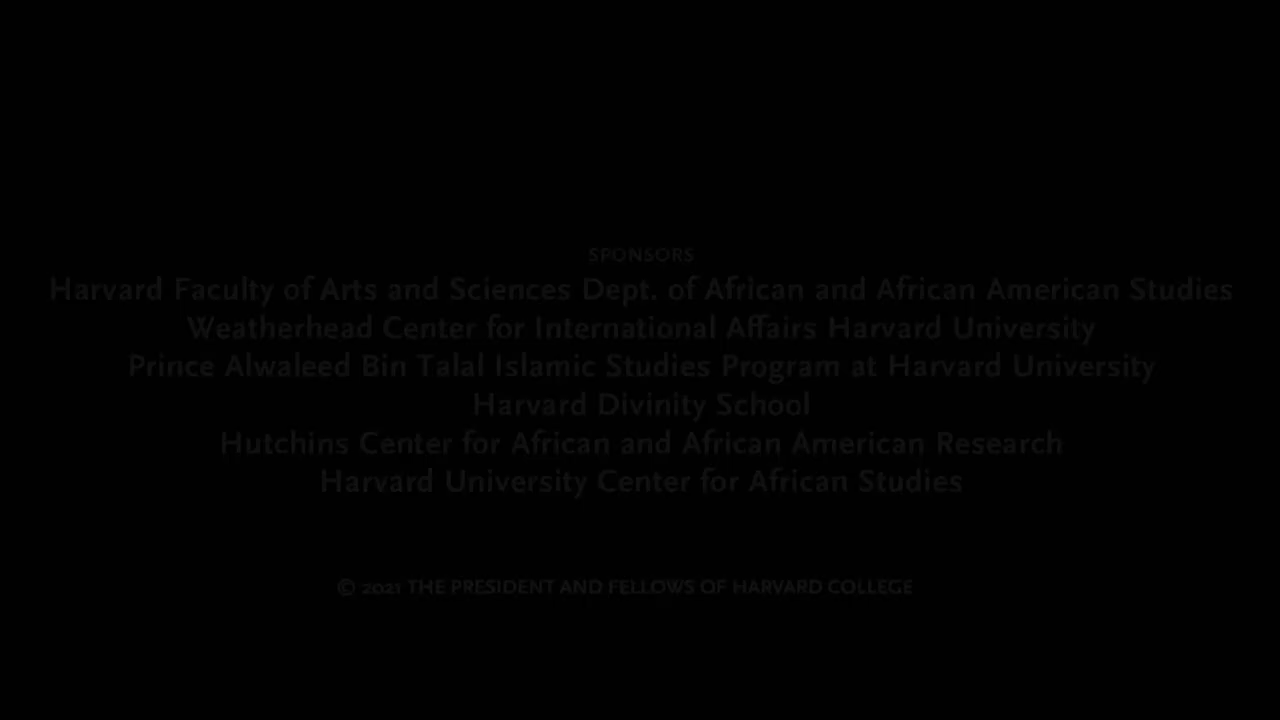 SPONSORS
Harvard Faculty of Arts and Sciences Dept. of African and African American Studies
Weatherhead Center for International Affairs Harvard University
Prince Alwaleed Bin Talal Islamic Studies Program at Harvard University
Harvard Divinity School
Hutchins Center for African and African American Research
Harvard University Center for African Studies
© 2021 THE PRESIDENT AND FELLOWS OF HARVARD COLLEGE